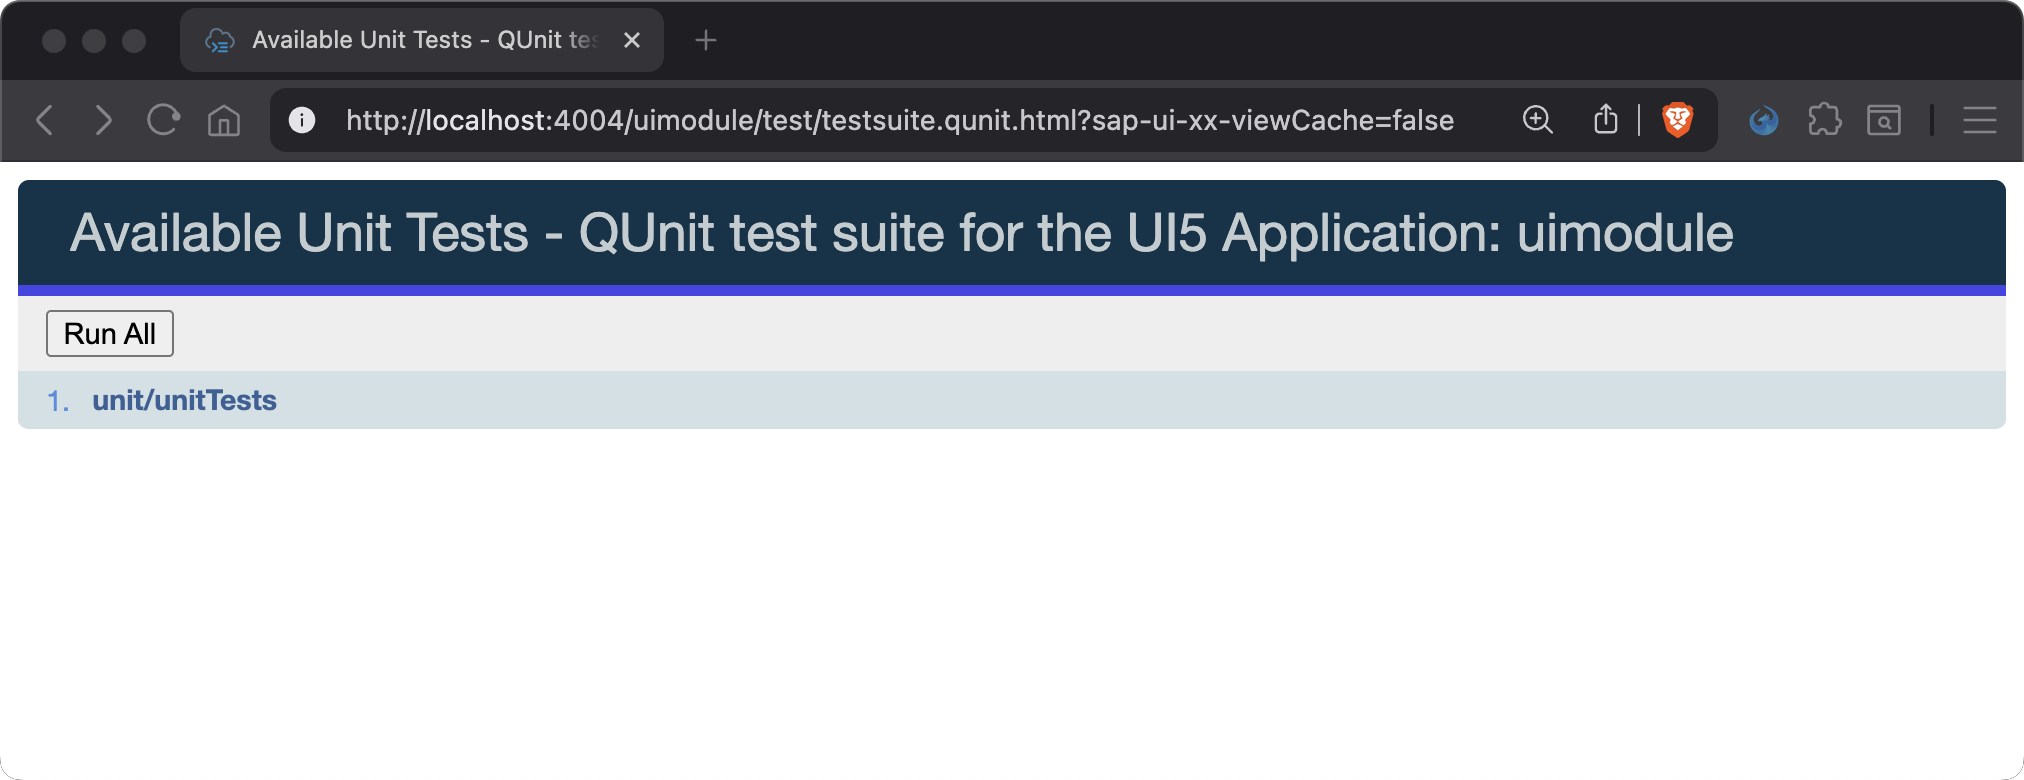 Available Unit Tests - QUnit tes
http://localhost:4004/uimodule/test/testsuite.qunit.html?sap-ui-xx-viewCache=false
Available Unit Tests - QUnit test suite for the UI5 Application: uimodule
Run All
1. unit/unitTests